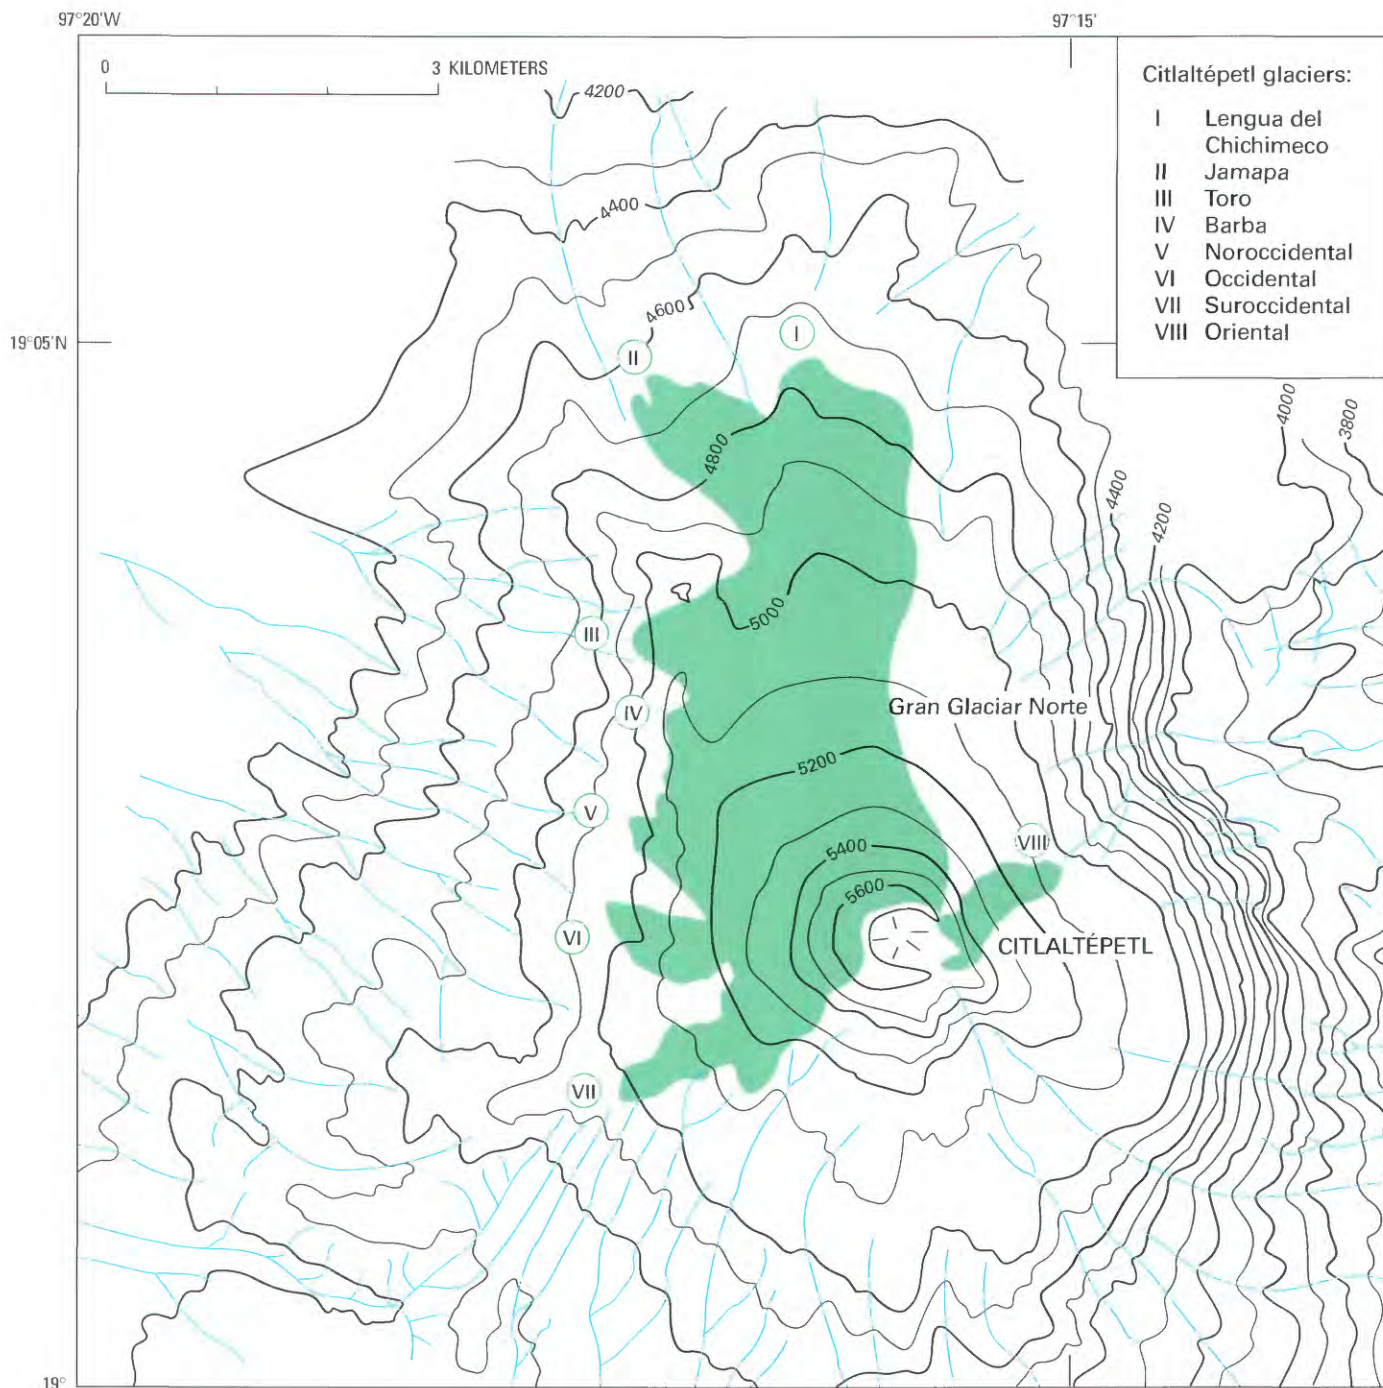 97°20'W
97°15'
0
3 KILOMETERS
Citlaltépetl glaciers:
I Lengua del
Chichimeco
II Jamapa
III Toro
IV Barba
V Noroccidental
VI Occidental
VII Suroccidental
VIII Oriental
4200
4400
4600
I
19°05'N
II
4000
3800
4800
4400
4200
5000
III
Gran Glaciar Norte
IV
5200
V
VIII
5400
5600
VI
CITLALTÉPETL
VII
19°